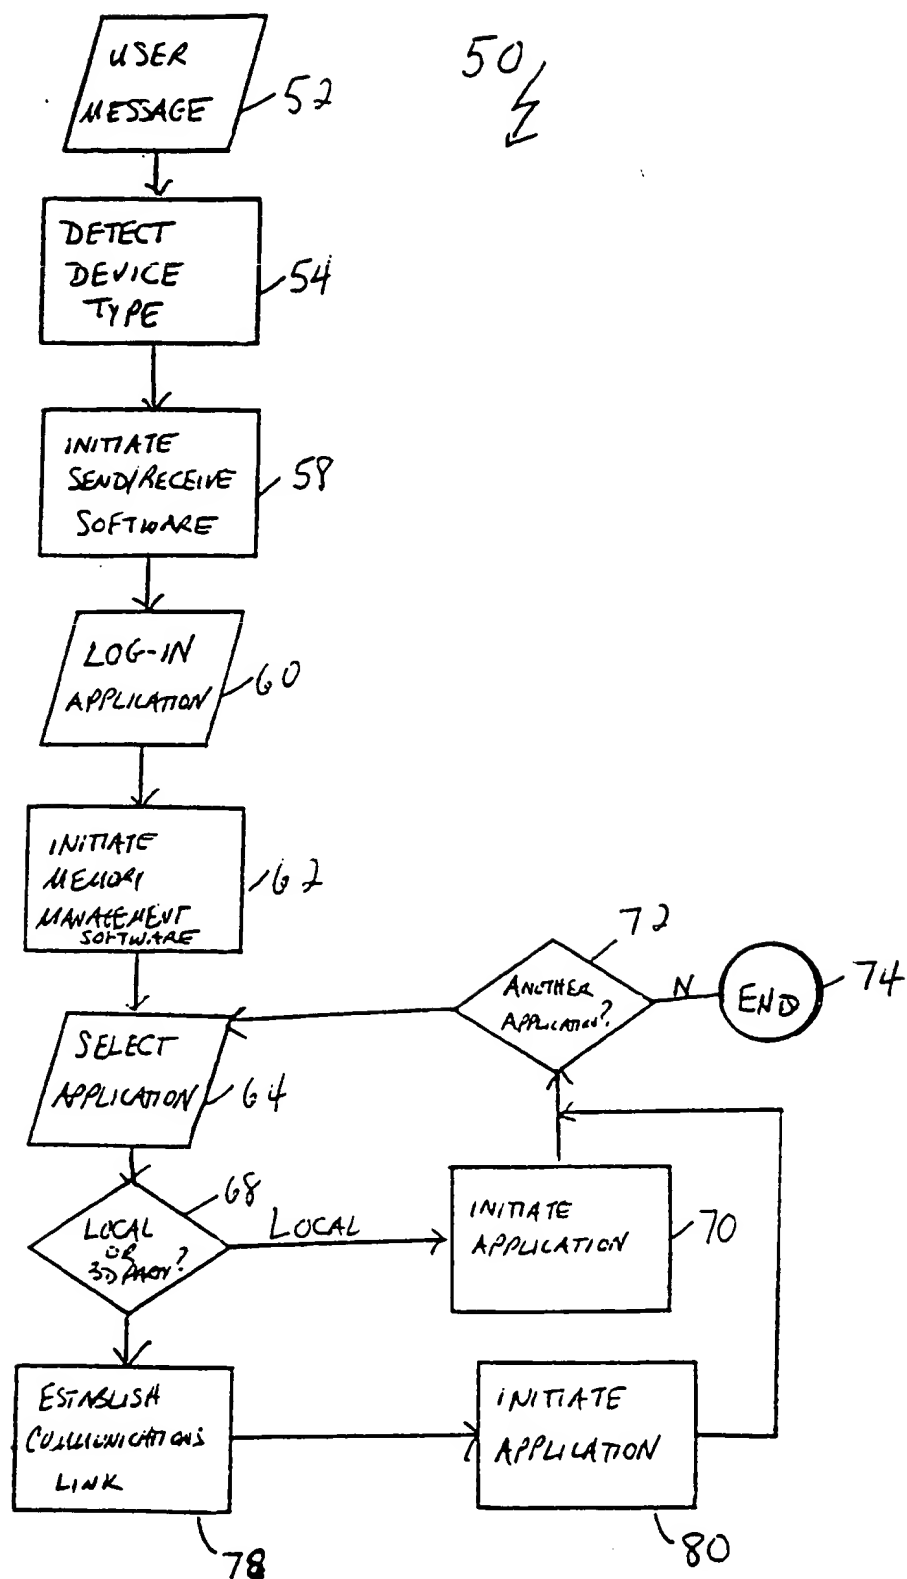 50
USER
MESSAGE
52
DETECT
DEVICE
TYPE
54
INITIATE
SEND/RECEIVE
SOFTWARE
58
LOG-IN
APPLICATION
60
INITIATE
MEMORY
MANAGEMENT
SOFTWARE
62
72
ANOTHER
APPLICATION?
N
END
74
SELECT
APPLICATION
64
68
LOCAL
OR
3D PARTY?
LOCAL
INITIATE
APPLICATION
70
ESTABLISH
COMMUNICATIONS
LINK
78
INITIATE
APPLICATION
80